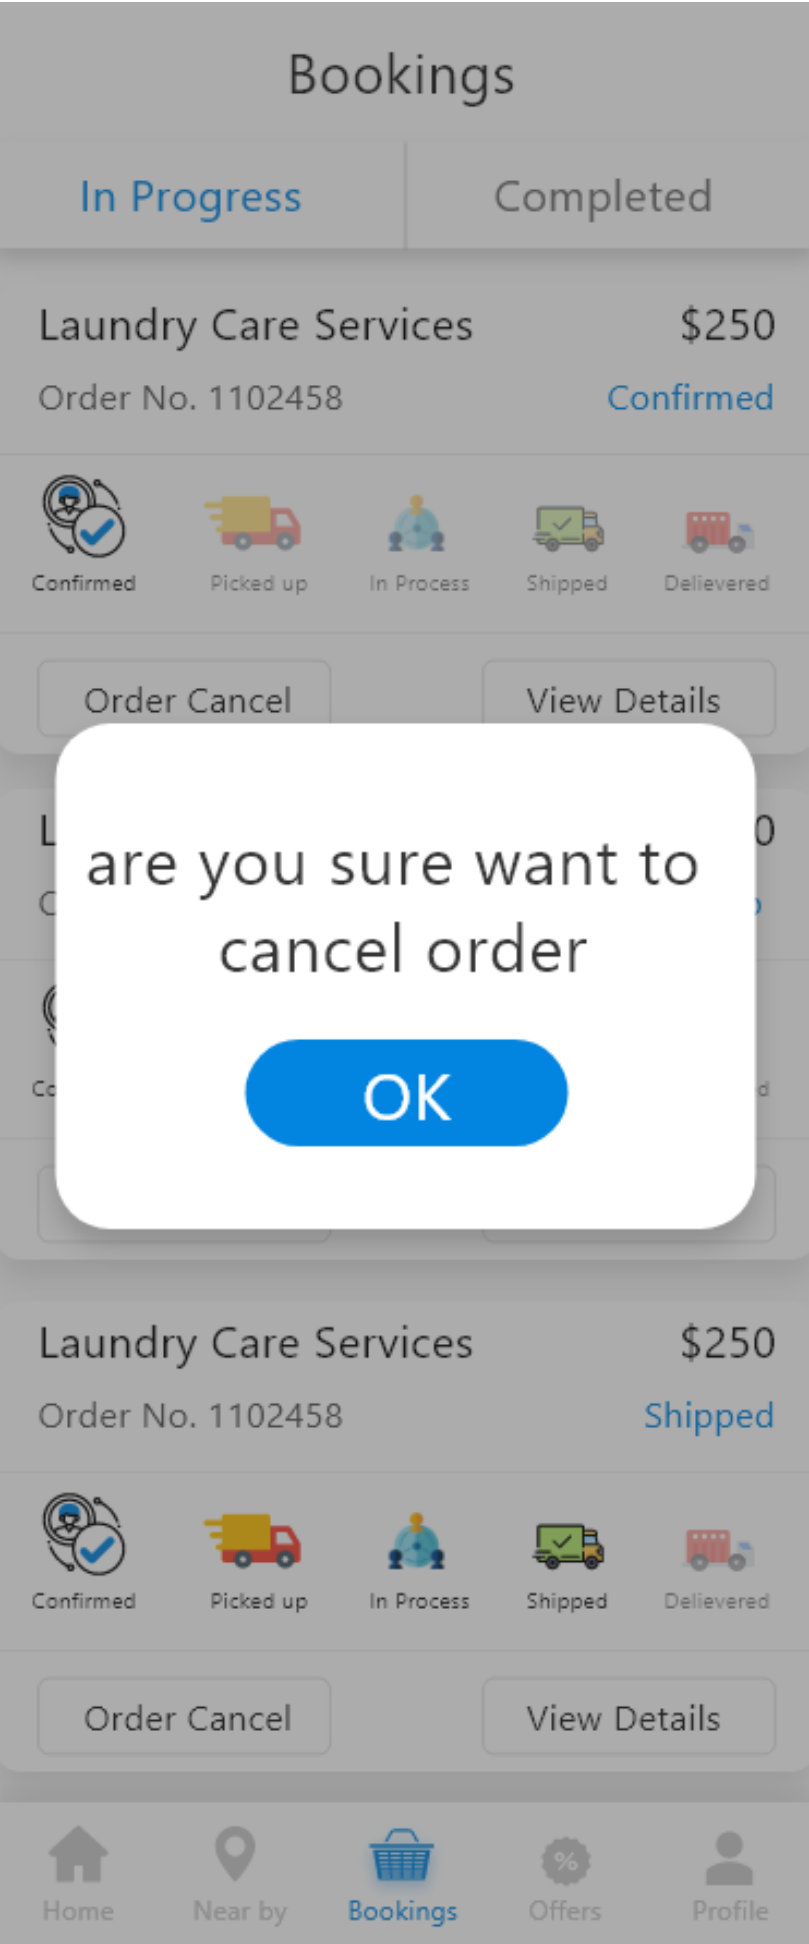 Bookings
In Progress Completed
Laundry Care Services $250
Order No. 1102458 Confirmed
Confirmed Picked up In Process Shipped Delievered
Order Cancel View Details
are you sure want to
cancel order
OK
Laundry Care Services $250
Order No. 1102458 Shipped
Confirmed Picked up In Process Shipped Delievered
Order Cancel View Details
Home Near by Bookings Offers Profile